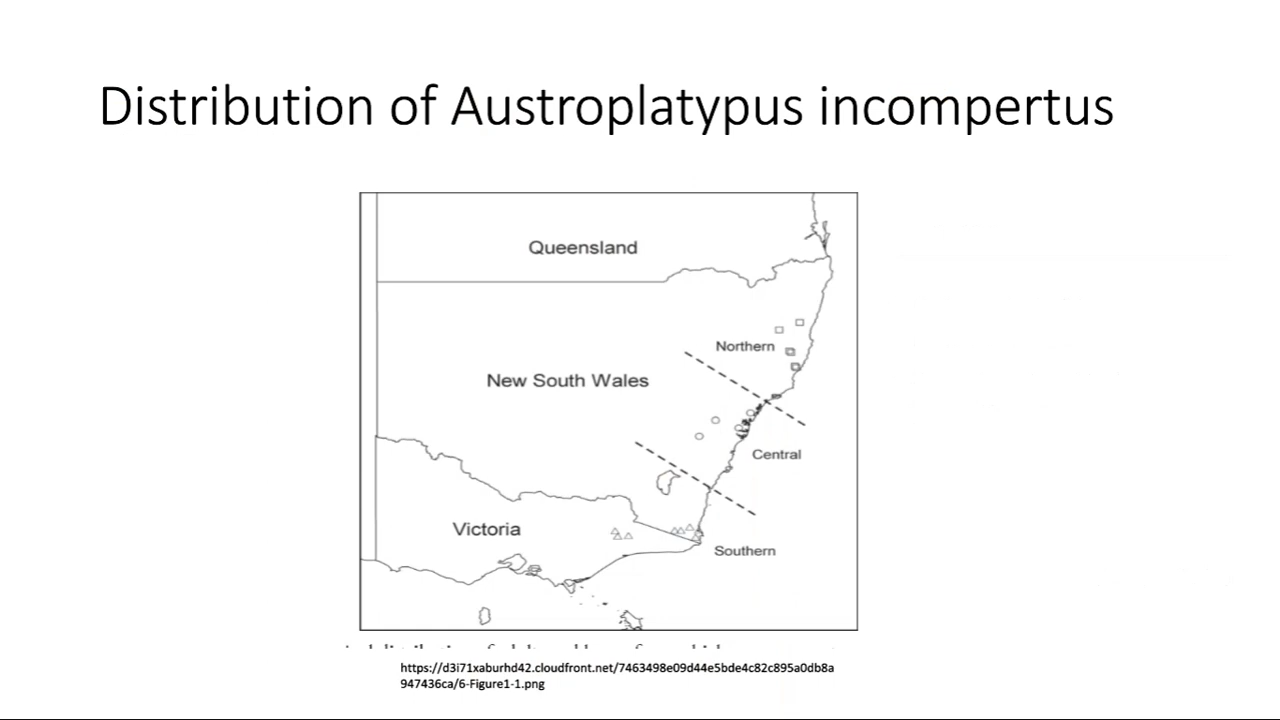 Distribution of Austroplatypus incompertus
Queensland
Northern
New South Wales
Central
Victoria
Southern
https://d3i71xaburhd42.cloudfront.net/7463498e09d44e5bde4c82c895a0db8a
947436ca/6-Figure1-1.png